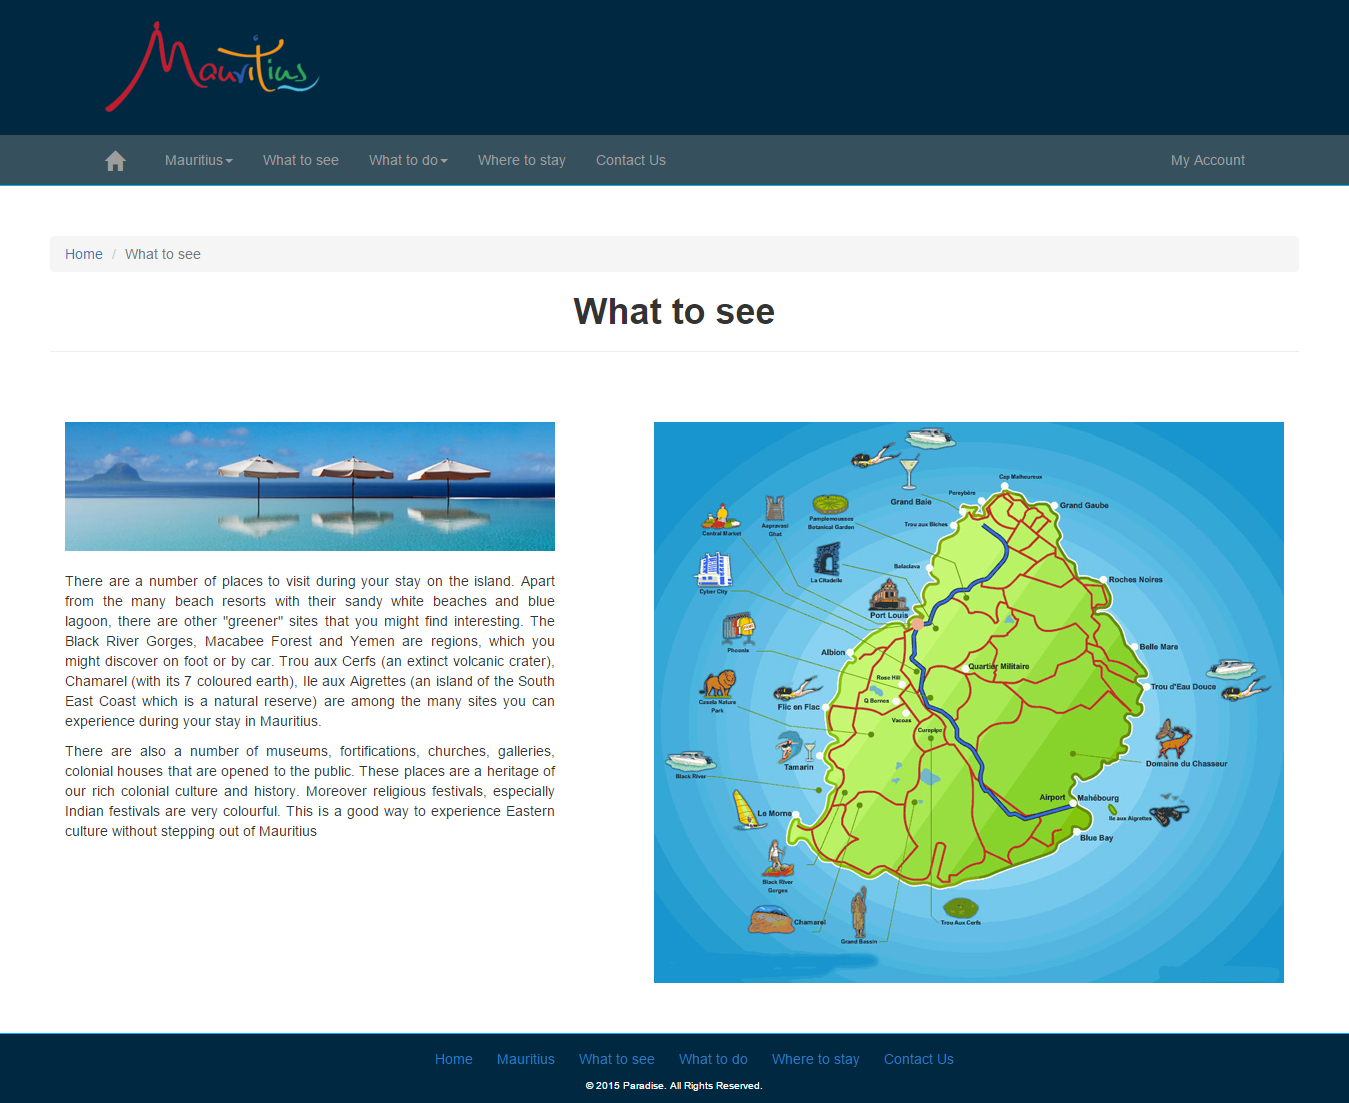 Mauritius
Mauritius What to see What to do Where to stay Contact Us My Account
Home / What to see
What to see
There are a number of places to visit during your stay on the island. Apart
from the many beach resorts with their sandy white beaches and blue
lagoon, there are other "greener" sites that you might find interesting. The
Black River Gorges, Macabee Forest and Yemen are regions, which you
might discover on foot or by car. Trou aux Cerfs (an extinct volcanic crater),
Chamarel (with its 7 coloured earth), Ile aux Aigrettes (an island of the South
East Coast which is a natural reserve) are among the many sites you can
experience during your stay in Mauritius.
There are also a number of museums, fortifications, churches, galleries,
colonial houses that are opened to the public. These places are a heritage of
our rich colonial culture and history. Moreover religious festivals, especially
Indian festivals are very colourful. This is a good way to experience Eastern
culture without stepping out of Mauritius
Cap Malheureux
Pereybère
Grand Baie
Grand Gaube
Pamplemousses
Botanical Garden
Trou aux Biches
Aapravasi
Ghat
Central Market
Balaclava
La Citadelle
Roches Noires
Cyber City
Port Louis
Belle Mare
Phoenix
Albion
Quartier Militaire
Rose Hill
Trou d'Eau Douce
Casela Nature
Park
Flic en Flac
Q Bornes
Vacoas
Curepipe
Domaine du Chasseur
Tamarin
Black River
Airport
Mahébourg
Le Morne
Ile aux Aigrettes
Blue Bay
Black River
Gorges
Chamarel
Trou Aux Cerfs
Grand Bassin
Home Mauritius What to see What to do Where to stay Contact Us
© 2015 Paradise. All Rights Reserved.